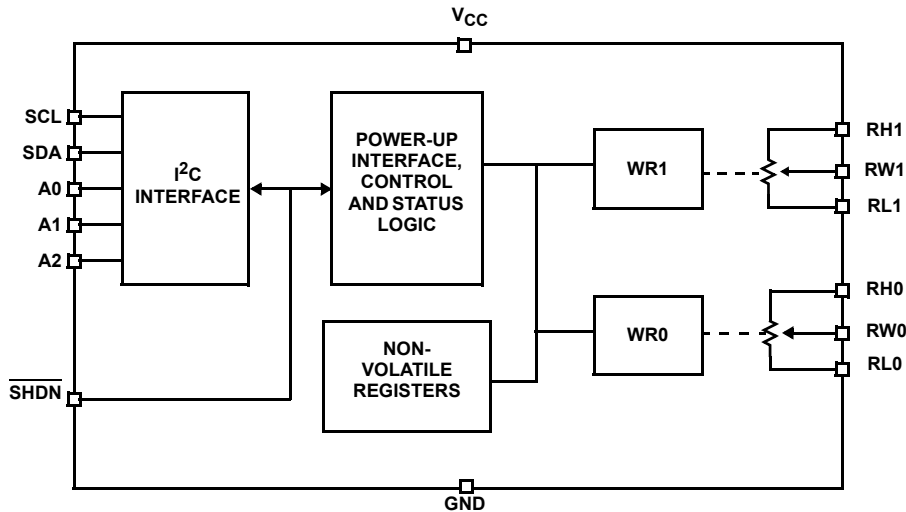 VCC
SCL
SDA
A0
A1
A2
SHDN
I2C
INTERFACE
POWER-UP
INTERFACE,
CONTROL
AND STATUS
LOGIC
NON-
VOLATILE
REGISTERS
WR1
WR0
RH1
RW1
RL1
RH0
RW0
RL0
GND